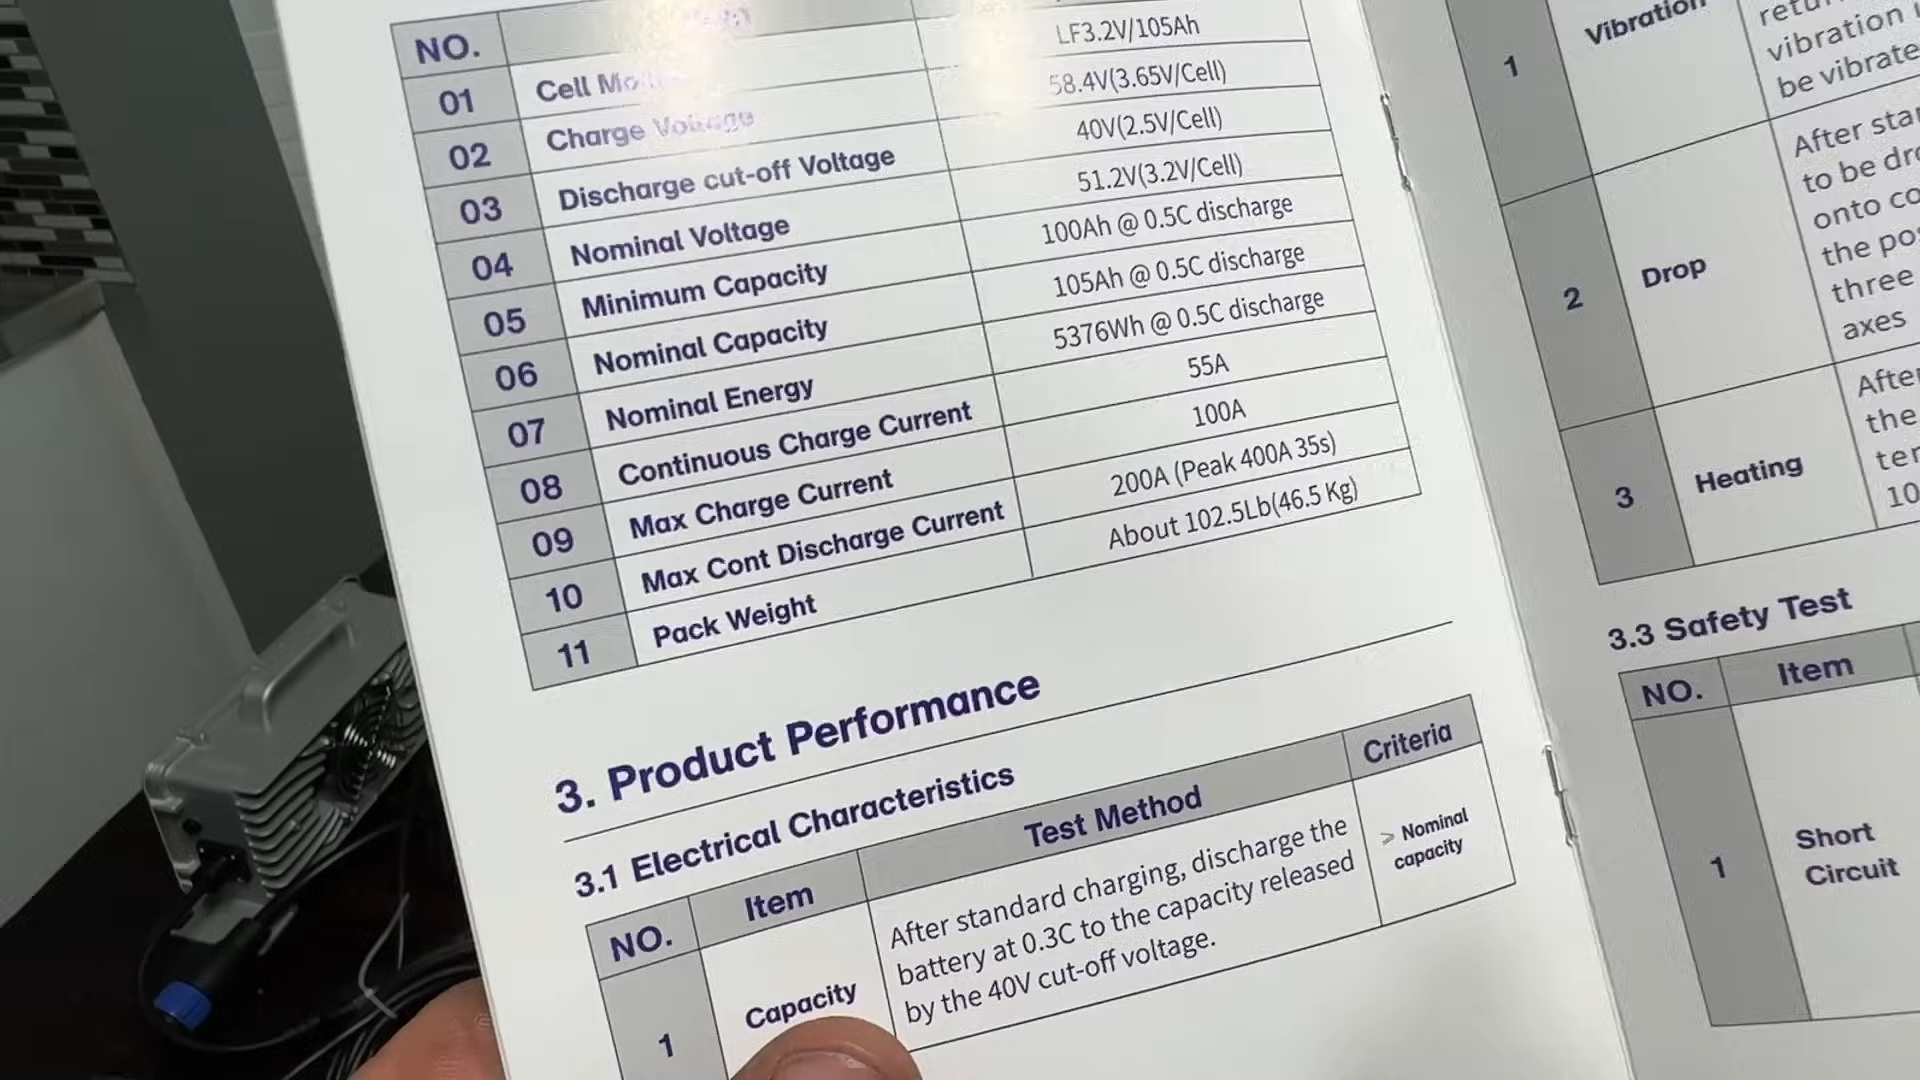 NO.
01 Cell LF3.2V/105Ah
02 Charge Voltage 58.4V(3.65V/Cell)
03 Discharge cut-off Voltage 40V(2.5V/Cell)
04 Nominal Voltage 51.2V(3.2V/Cell)
05 Minimum Capacity 100Ah @ 0.5C discharge
06 Nominal Capacity 105Ah @ 0.5C discharge
07 Nominal Energy 5376Wh @ 0.5C discharge
08 Continuous Charge Current 55A
09 Max Charge Current 100A
10 Max Cont Discharge Current 200A (Peak 400A 35s)
11 Pack Weight About 102.5Lb(46.5 Kg)
3. Product Performance
3.1 Electrical Characteristics
NO. Item Test Method Criteria
1 Capacity
After standard charging, discharge the
battery at 0.3C to the capacity released
by the 40V cut-off voltage.
> Nominal
capacity
1 Vibration
vibration
be
2 Drop
After
to be
onto
the
three
axes
3 Heating
the
3.3 Safety Test
NO. Item
1 Short
Circuit